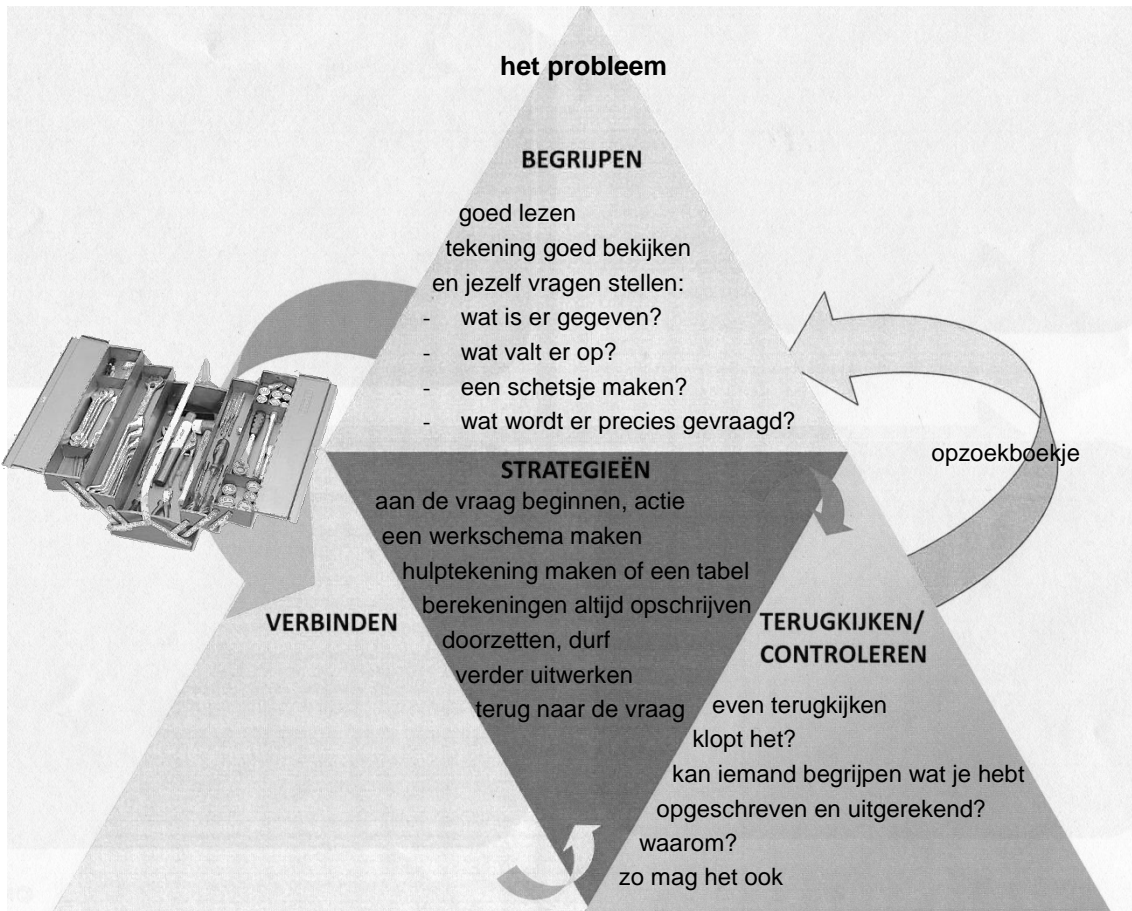 het probleem
BEGRIJPEN
goed lezen
tekening goed bekijken
en jezelf vragen stellen:
- wat is er gegeven?
- wat valt er op?
- een schetsje maken?
- wat wordt er precies gevraagd?
opzoekboekje
STRATEGIEËN
aan de vraag beginnen, actie
een werkschema maken
hulptekening maken of een tabel
berekeningen altijd opschrijven
doorzetten, durf
verder uitwerken
terug naar de vraag
VERBINDEN
TERUGKIJKEN/
CONTROLEREN
even terugkijken
klopt het?
kan iemand begrijpen wat je hebt
opgeschreven en uitgerekend?
waarom?
zo mag het ook